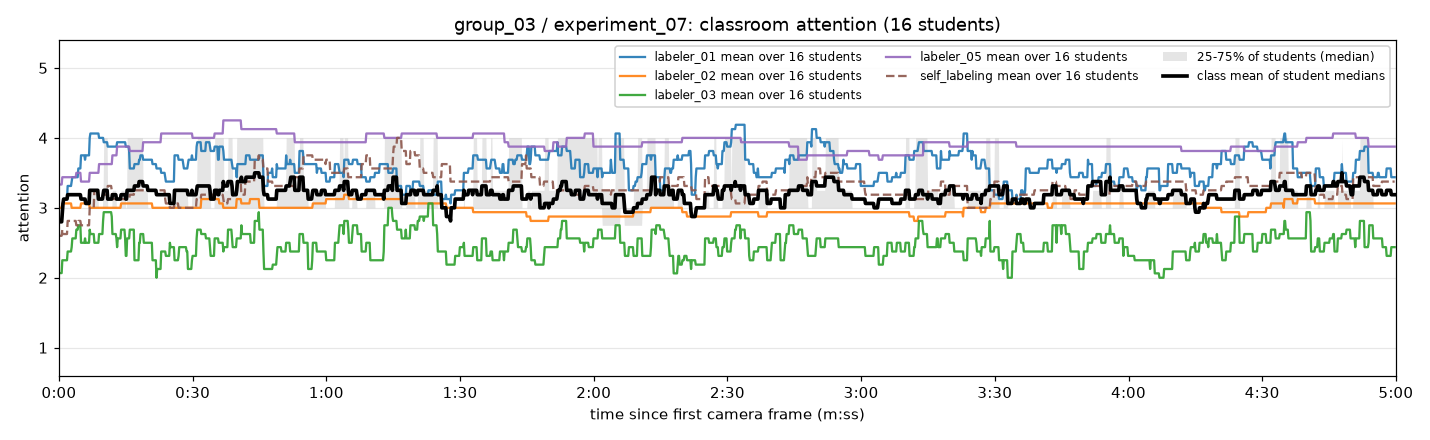 group_03 / experiment_07: classroom attention (16 students)
labeler_01 mean over 16 students
labeler_02 mean over 16 students
labeler_03 mean over 16 students
labeler_05 mean over 16 students
self_labeling mean over 16 students
25-75% of students (median)
class mean of student medians
attention
5
4
3
2
1
0:00 0:30 1:00 1:30 2:00 2:30 3:00 3:30 4:00 4:30 5:00
time since first camera frame (m:ss)